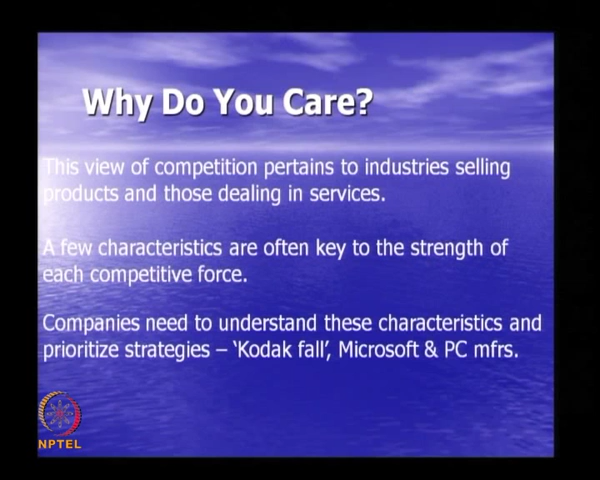 Why Do You Care?
This view of competition pertains to industries selling
products and those dealing in services.
A few characteristics are often key to the strength of
each competitive force.
Companies need to understand these characteristics and
prioritize strategies – ‘Kodak fall’, Microsoft & PC mfrs.
NPTEL